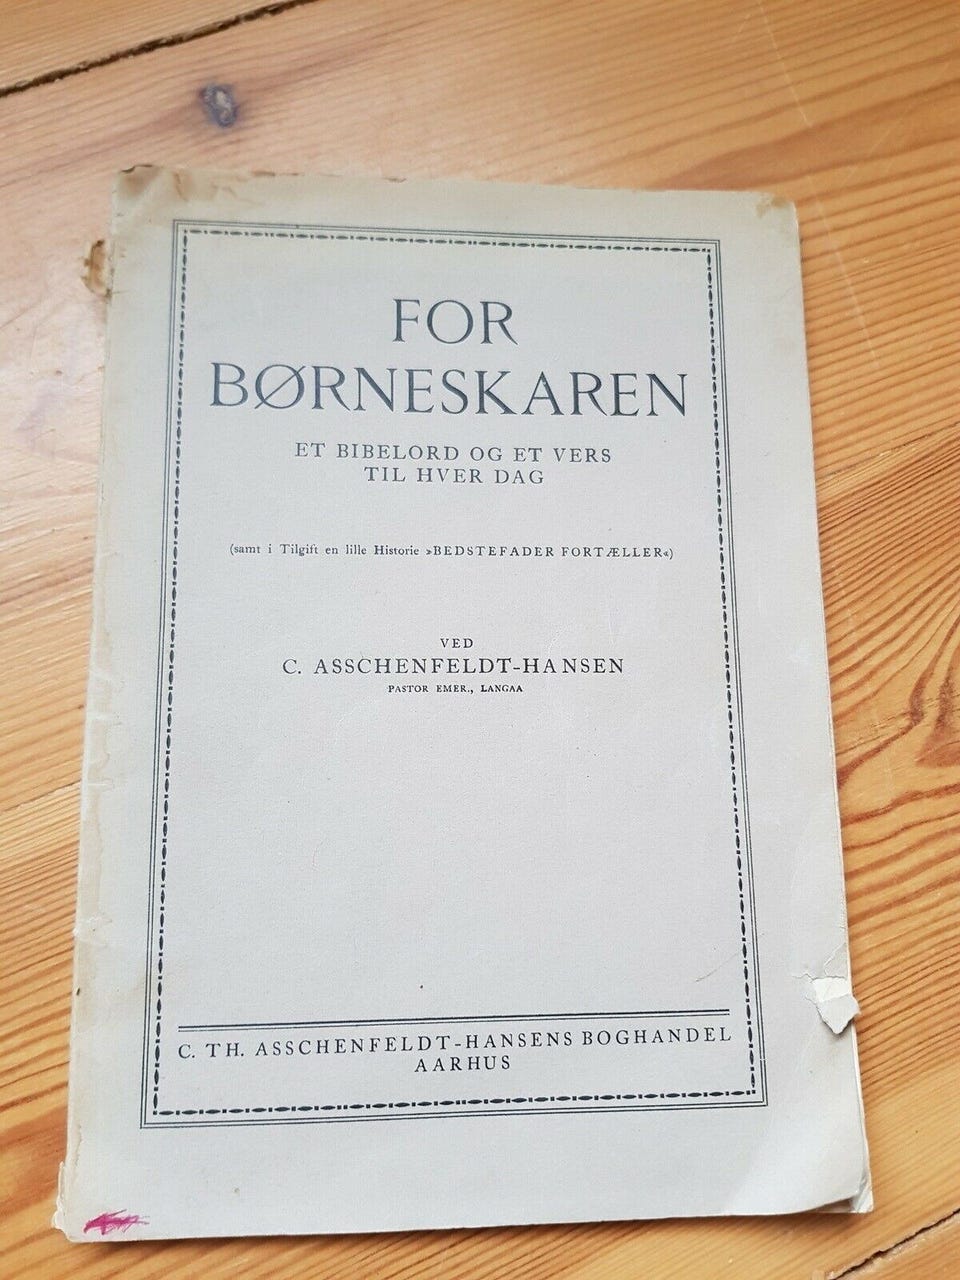 FOR
BØRNESKAREN
ET BIBELORD OG ET VERS
TIL HVER DAG
(samt i Tilgift en lille Historie »BEDSTEFADER FORTÆLLER«)
VED
C. ASSCHENFELDT-HANSEN
PASTOR EMER., LANGAA
C. TH. ASSCHENFELDT-HANSENS BOGHANDEL
AARHUS